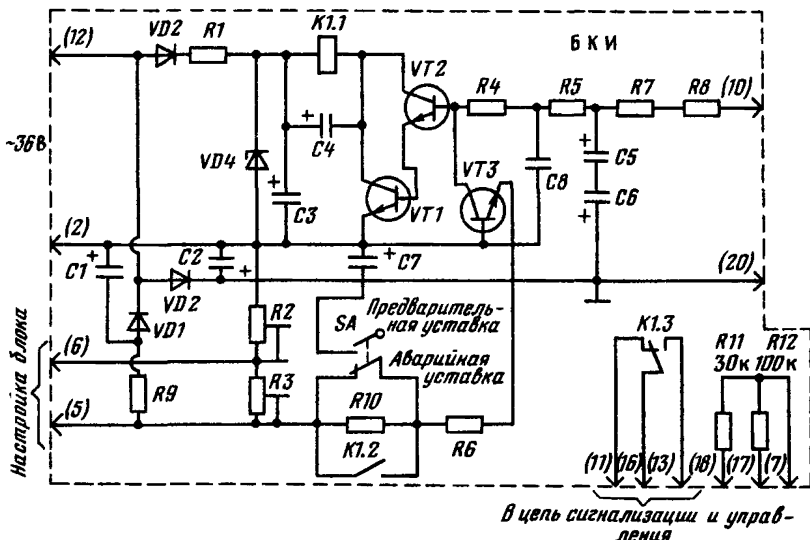 (12)
VD2
R1
K1.1
VT2
БКИ
R4
R5
R7
R8
(10)
~36в
VD4
+
C4
+
C3
VT1
VT3
C8
+
C5
C6
+
(2)
+
C1
C2
+
+
C7
(20)
VD2
VD1
R2
SA
Предваритель-
ная уставка
Аварийная
уставка
K1.3
R11
30к
R12
100к
Настройка блока
(6)
R9
R3
R10
R6
K1.2
(5)
(11)
(16)
(13)
(18)
(17)
(7)
В цепь сигнализации и управ-
ления